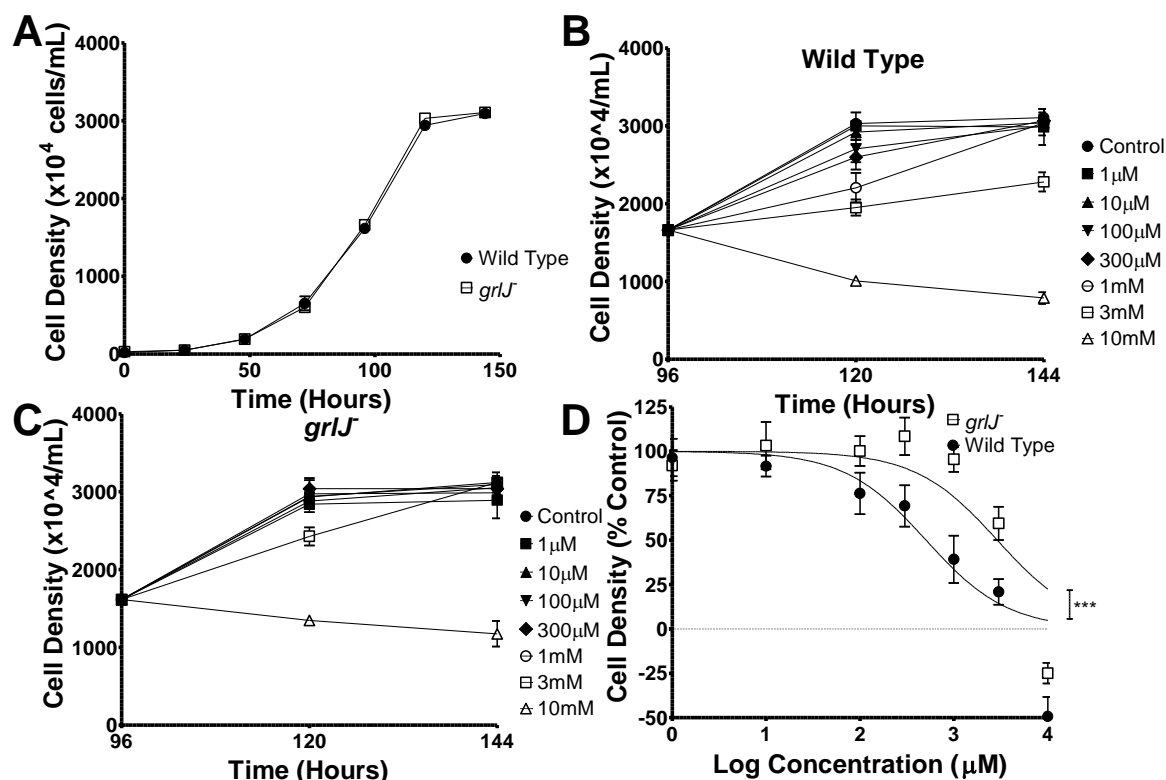 A
Cell Density (x10⁴ cells/mL)
4000
3000
2000
1000
0
0 50 100 150
Time (Hours)
Wild Type
grlJ⁻
B
Wild Type
Cell Density (x10^4/mL)
4000
3000
2000
1000
0
96 120 144
Time (Hours)
Control
1µM
10µM
100µM
300µM
1mM
3mM
10mM
C
grlJ⁻
Cell Density (x10^4/mL)
4000
3000
2000
1000
0
96 120 144
Time (Hours)
Control
1µM
10µM
100µM
300µM
1mM
3mM
10mM
D
Cell Density (% Control)
125
100
75
50
25
0
-25
-50
0 1 2 3 4
Log Concentration (µM)
grlJ⁻
Wild Type
***